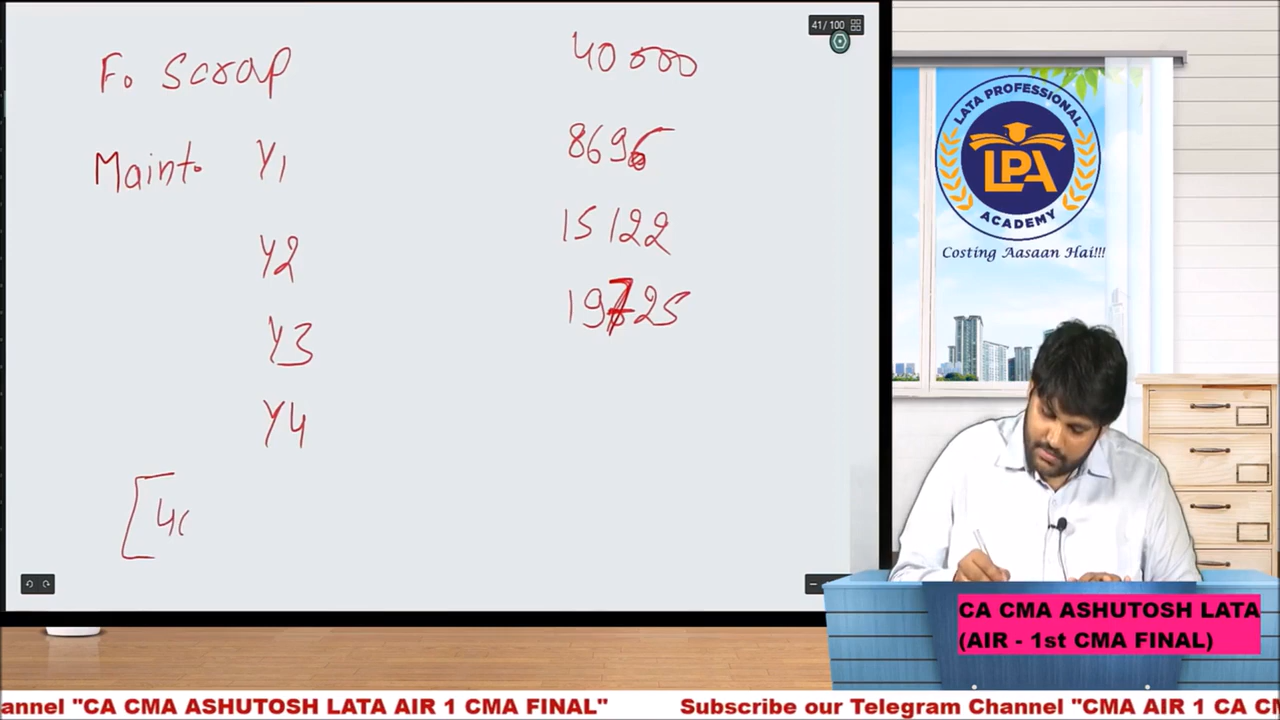 41/100
Fo Scrap 40000
Maint. Y1 8696
Y2 15122
Y3 19725
Y4
[40
LATA PROFESSIONAL
LPA
ACADEMY
Costing Aasaan Hai!!!
CA CMA ASHUTOSH LATA
(AIR - 1st CMA FINAL)
annel "CA CMA ASHUTOSH LATA AIR 1 CMA FINAL" Subscribe our Telegram Channel "CMA AIR 1 CA CI